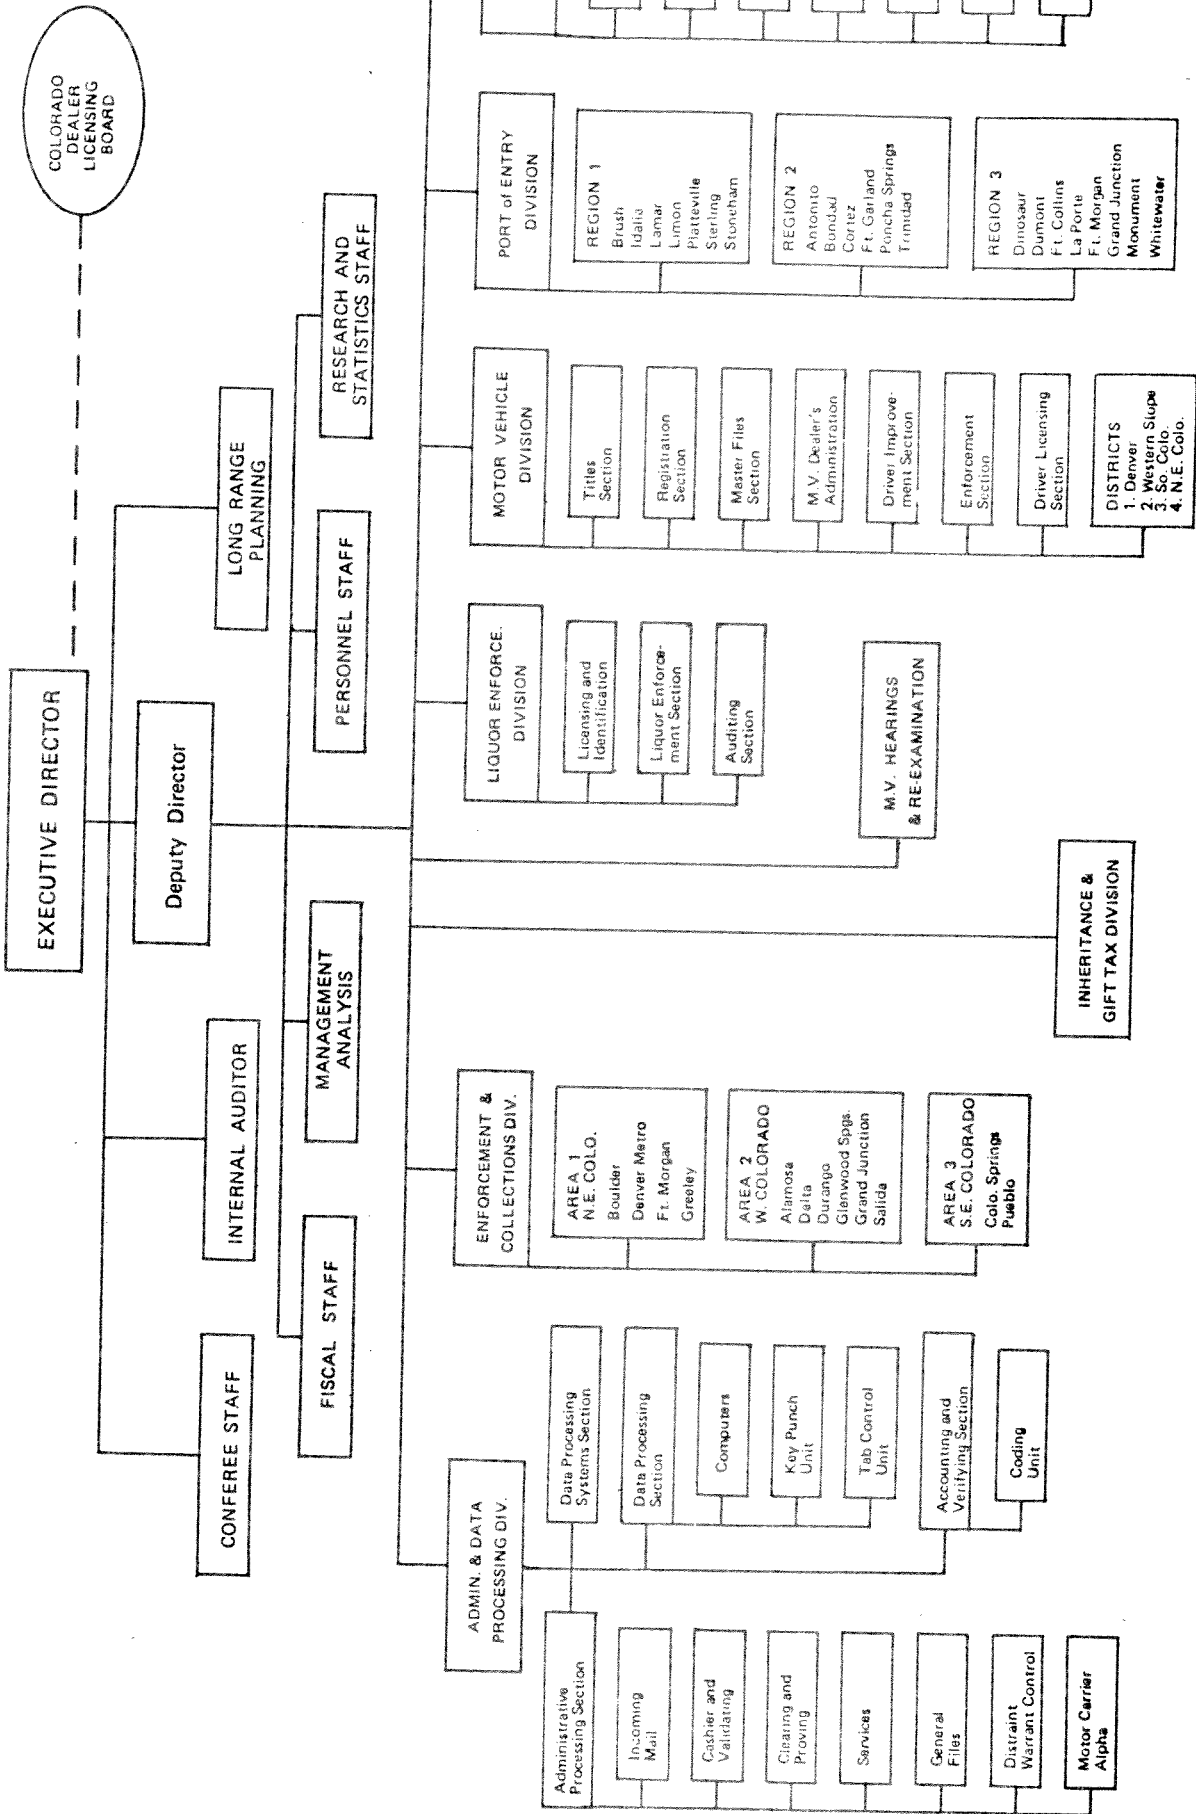 COLORADO
DEALER
LICENSING
BOARD
EXECUTIVE DIRECTOR
Deputy Director
CONFEREE STAFF
INTERNAL AUDITOR
LONG RANGE
PLANNING
FISCAL STAFF
MANAGEMENT
ANALYSIS
PERSONNEL STAFF
RESEARCH AND
STATISTICS STAFF
ADMIN. & DATA
PROCESSING DIV.
Administrative
Processing Section
Incoming
Mail
Cashier and
Validating
Clearing and
Proving
Services
General
Files
Distraint
Warrant Control
Motor Carrier
Alpha
Data Processing
Systems Section
Data Processing
Section
Computers
Key Punch
Unit
Tab Control
Unit
Accounting and
Verifying Section
Coding
Unit
ENFORCEMENT &
COLLECTIONS DIV.
AREA 1
N.E. COLO.
Boulder
Denver Metro
Ft. Morgan
Greeley
AREA 2
W. COLORADO
Alamosa
Delta
Durango
Glenwood Spgs.
Grand Junction
Salida
AREA 3
S.E. COLORADO
Colo. Springs
Pueblo
INHERITANCE &
GIFT TAX DIVISION
M.V. HEARINGS
& RE-EXAMINATION
LIQUOR ENFORCE.
DIVISION
Licensing and
Identification
Liquor Enforce-
ment Section
Auditing
Section
MOTOR VEHICLE
DIVISION
Titles
Section
Registration
Section
Master Files
Section
M.V. Dealer's
Administration
Driver Improve-
ment Section
Enforcement
Section
Driver Licensing
Section
DISTRICTS
1. Denver
2. Western Slope
3. So. Colo.
4. N.E. Colo.
PORT of ENTRY
DIVISION
REGION 1
Brush
Idalia
Lamar
Limon
Platteville
Sterling
Stoneham
REGION 2
Antonito
Bondad
Cortez
Ft. Garland
Poncha Springs
Trinidad
REGION 3
Dinosaur
Dumont
Ft. Collins
La Porte
Ft. Morgan
Grand Junction
Monument
Whitewater